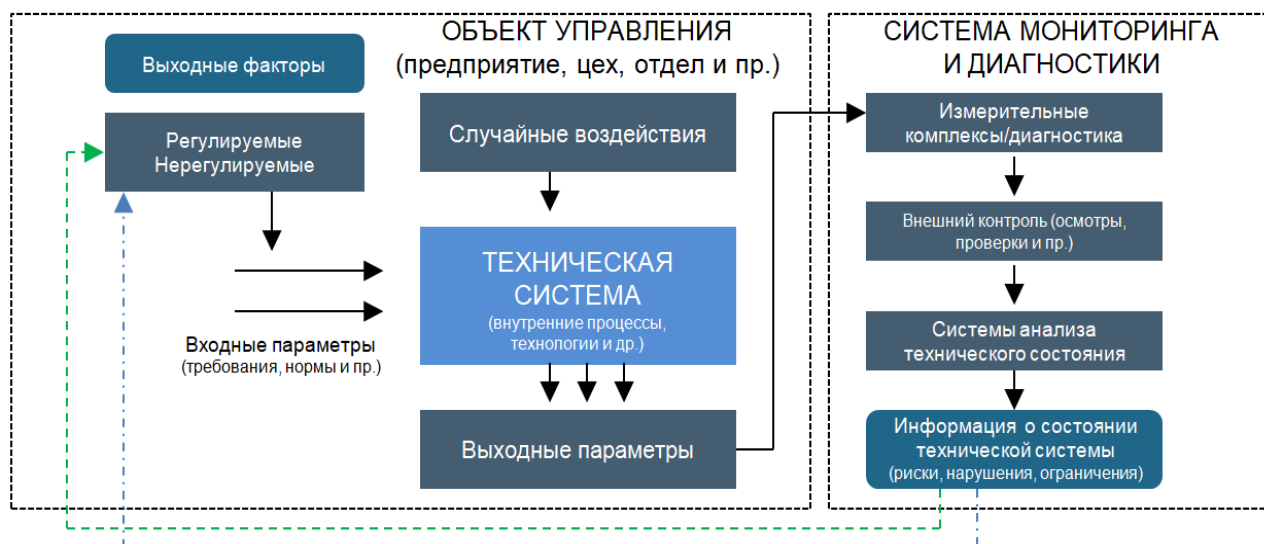 ОБЪЕКТ УПРАВЛЕНИЯ
(предприятие, цех, отдел и пр.)
Выходные факторы
Регулируемые
Нерегулируемые
Случайные воздействия
ТЕХНИЧЕСКАЯ
СИСТЕМА
(внутренние процессы,
технологии и др.)
Входные параметры
(требования, нормы и пр.)
Выходные параметры
СИСТЕМА МОНИТОРИНГА
И ДИАГНОСТИКИ
Измерительные
комплексы/диагностика
Внешний контроль (осмотры,
проверки и пр.)
Системы анализа
технического состояния
Информация о состоянии
технической системы
(риски, нарушения, ограничения)